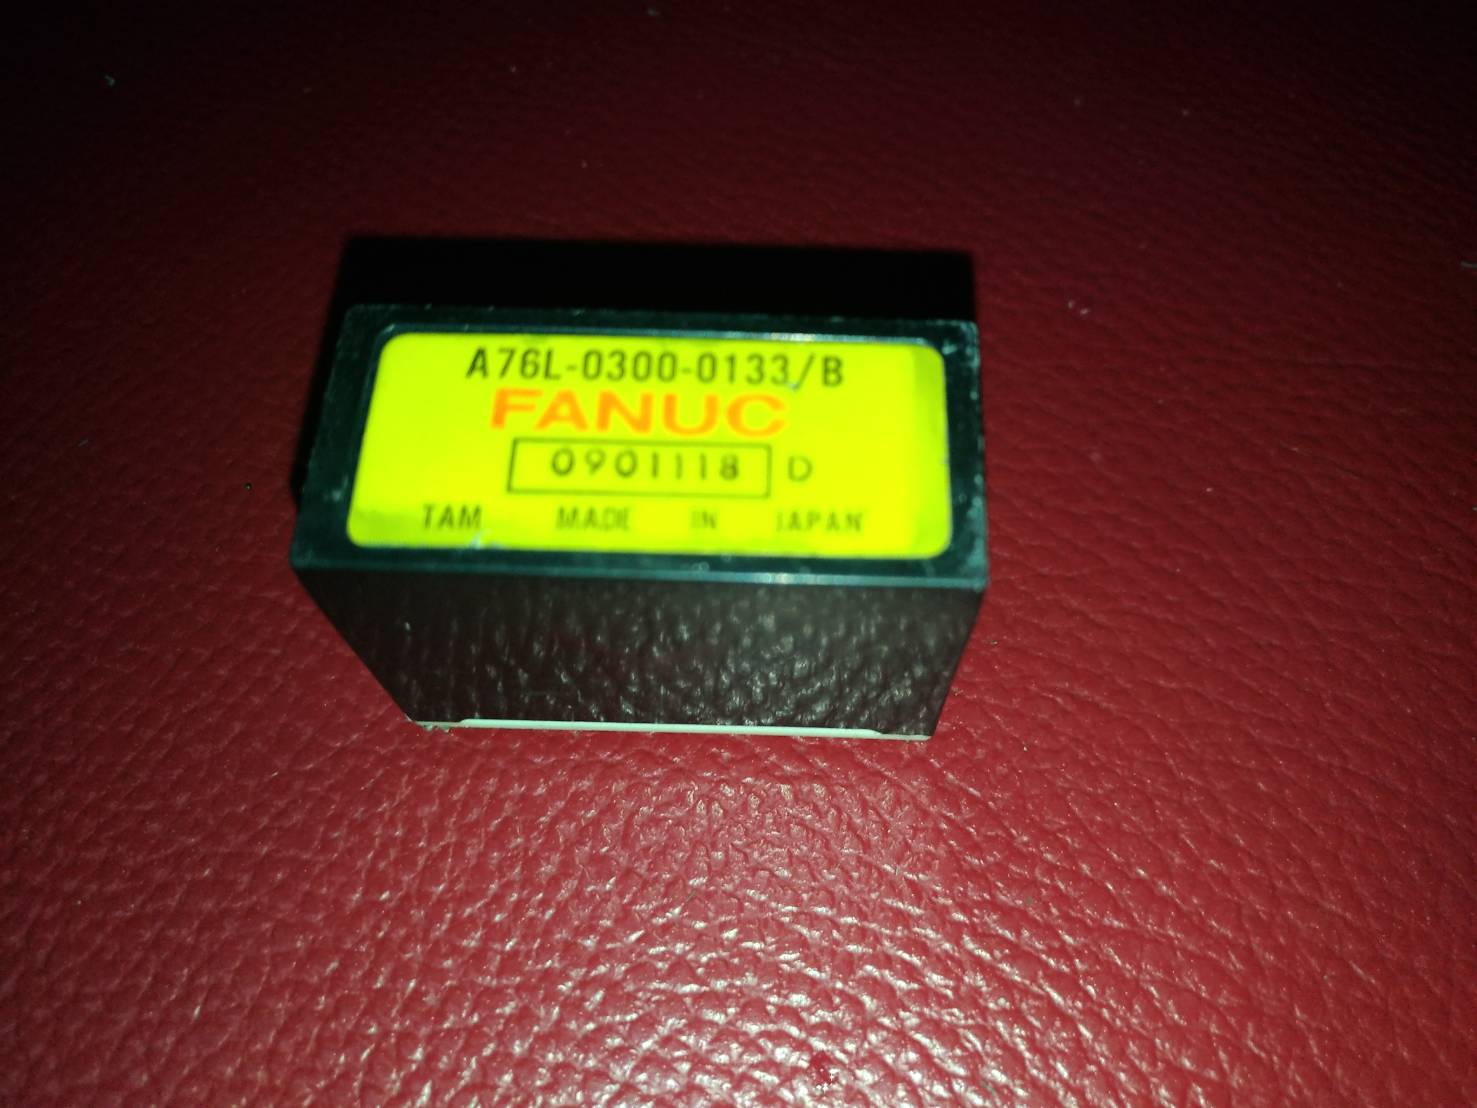 A76L-0300-0133/B
FANUC
0901118 D
TAM MADE IN JAPAN